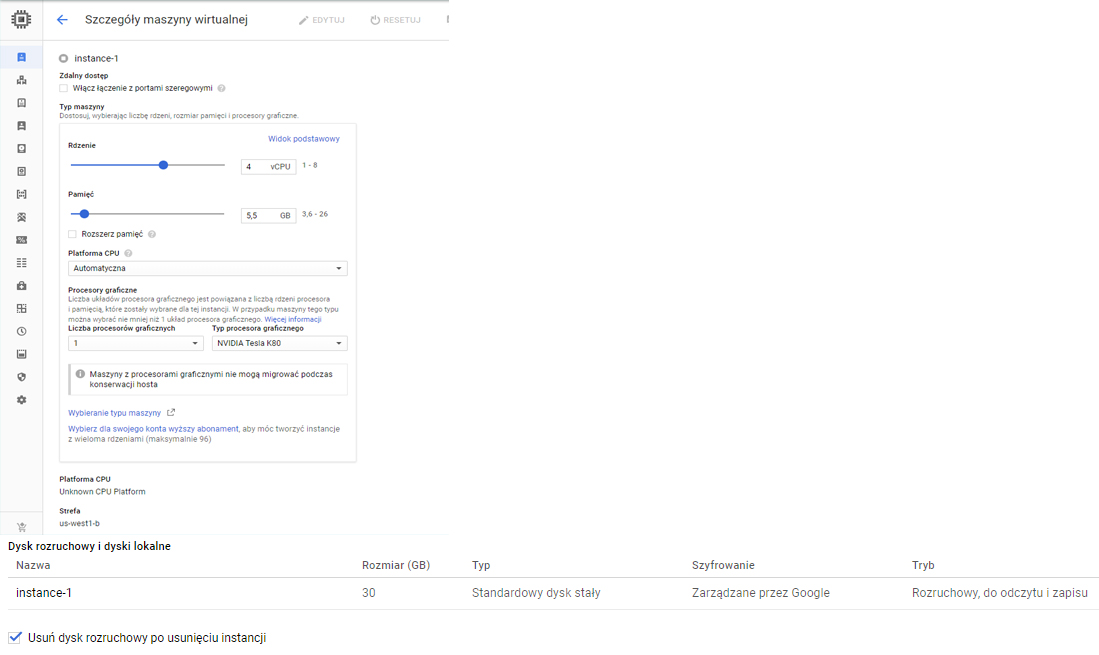 Szczegóły maszyny wirtualnej
EDYTUJ
RESETUJ
instance-1
Zdalny dostęp
Włącz łączenie z portami szeregowymi
Typ maszyny
Dostosuj, wybierając liczbę rdzeni, rozmiar pamięci i procesory graficzne.
Widok podstawowy
Rdzenie
4 vCPU 1 - 8
Pamięć
5,5 GB 3,6 - 26
Rozszerz pamięć
Platforma CPU
Automatyczna
Procesory graficzne
Liczba układów procesora graficznego jest powiązana z liczbą rdzeni procesora
i pamięcią, które zostały wybrane dla tej instancji. W przypadku maszyny tego typu
można wybrać nie mniej niż 1 układ procesora graficznego. Więcej informacji
Liczba procesorów graficznych Typ procesora graficznego
1 NVIDIA Tesla K80
Maszyny z procesorami graficznymi nie mogą migrować podczas
konserwacji hosta
Wybieranie typu maszyny
Wybierz dla swojego konta wyższy abonament, aby móc tworzyć instancje
z wieloma rdzeniami (maksymalnie 96)
Platforma CPU
Unknown CPU Platform
Strefa
us-west1-b
Dysk rozruchowy i dyski lokalne
Nazwa Rozmiar (GB) Typ Szyfrowanie Tryb
instance-1 30 Standardowy dysk stały Zarządzane przez Google Rozruchowy, do odczytu i zapisu
Usuń dysk rozruchowy po usunięciu instancji